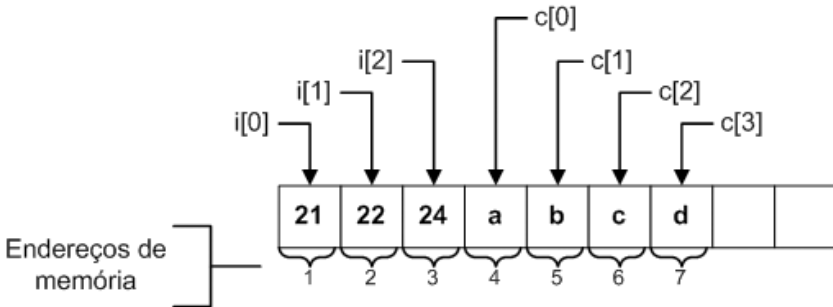 c[0]
i[2]
c[1]
i[1]
c[2]
i[0]
c[3]
21 22 24 a b c d
Endereços de
memória
1 2 3 4 5 6 7